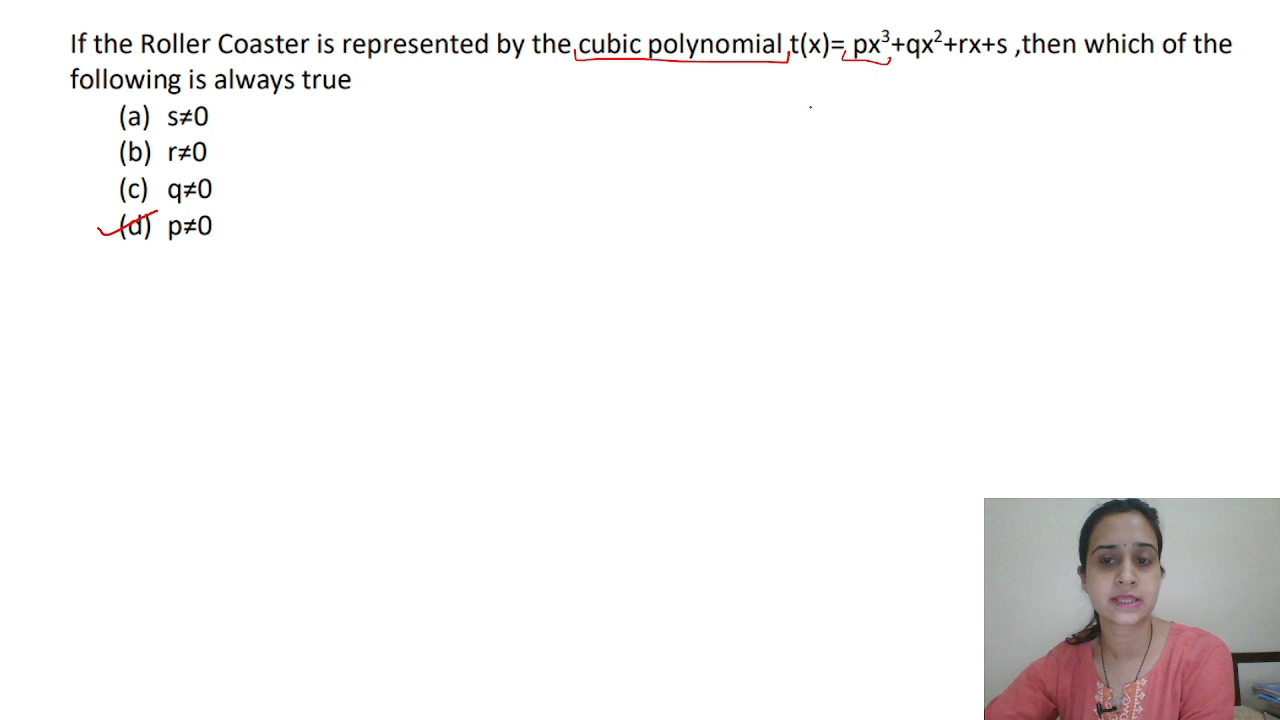 If the Roller Coaster is represented by the cubic polynomial t(x)= px³+qx²+rx+s ,then which of the
following is always true
(a) s≠0
(b) r≠0
(c) q≠0
(d) p≠0